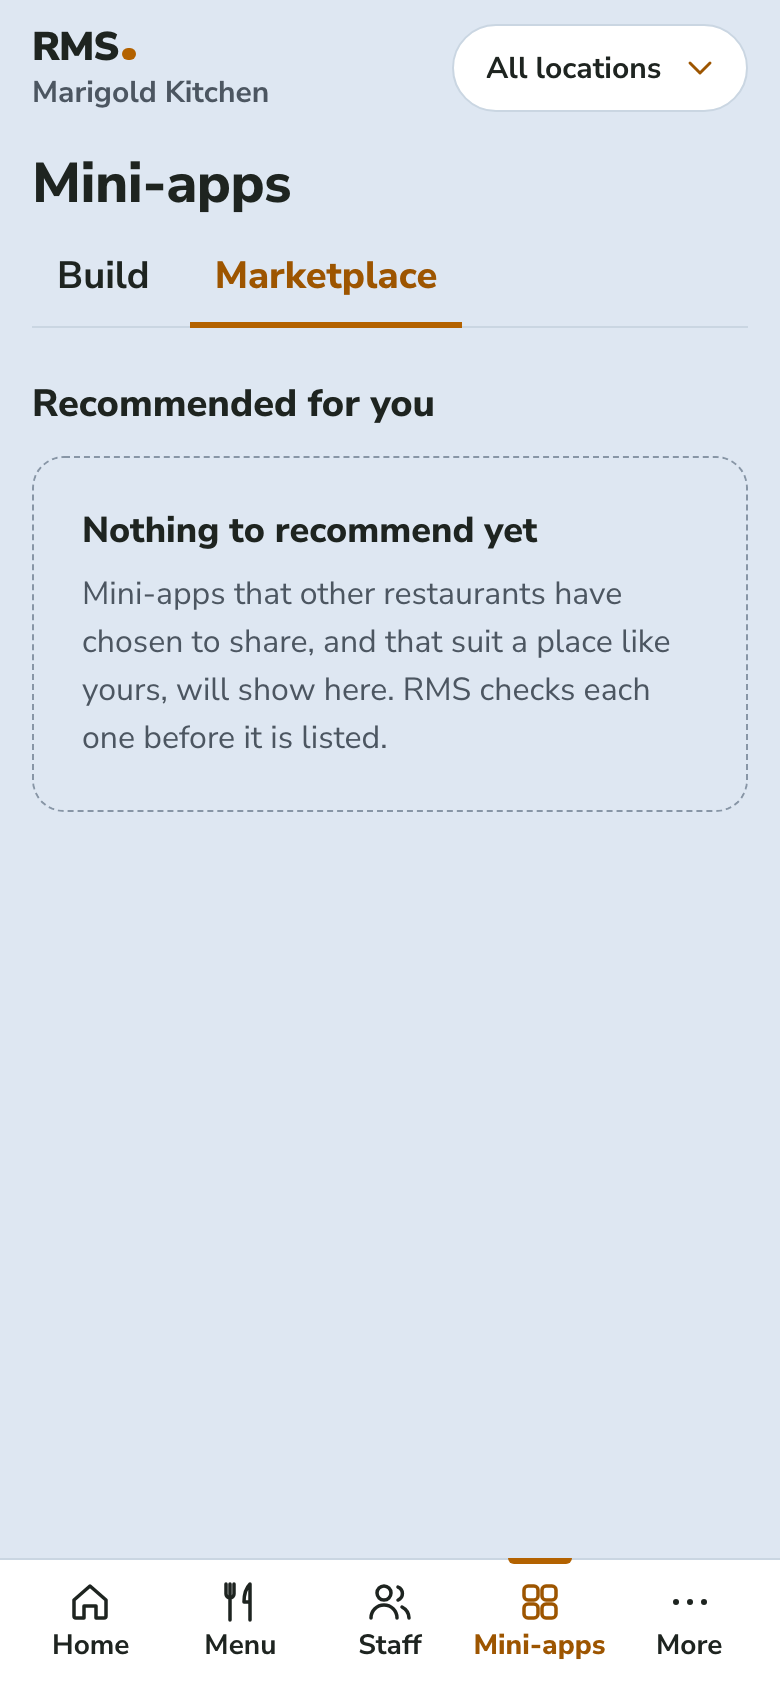 RMS.
Marigold Kitchen
All locations
Mini-apps
Build
Marketplace
Recommended for you
Nothing to recommend yet
Mini-apps that other restaurants have
chosen to share, and that suit a place like
yours, will show here. RMS checks each
one before it is listed.
Home
Menu
Staff
Mini-apps
More